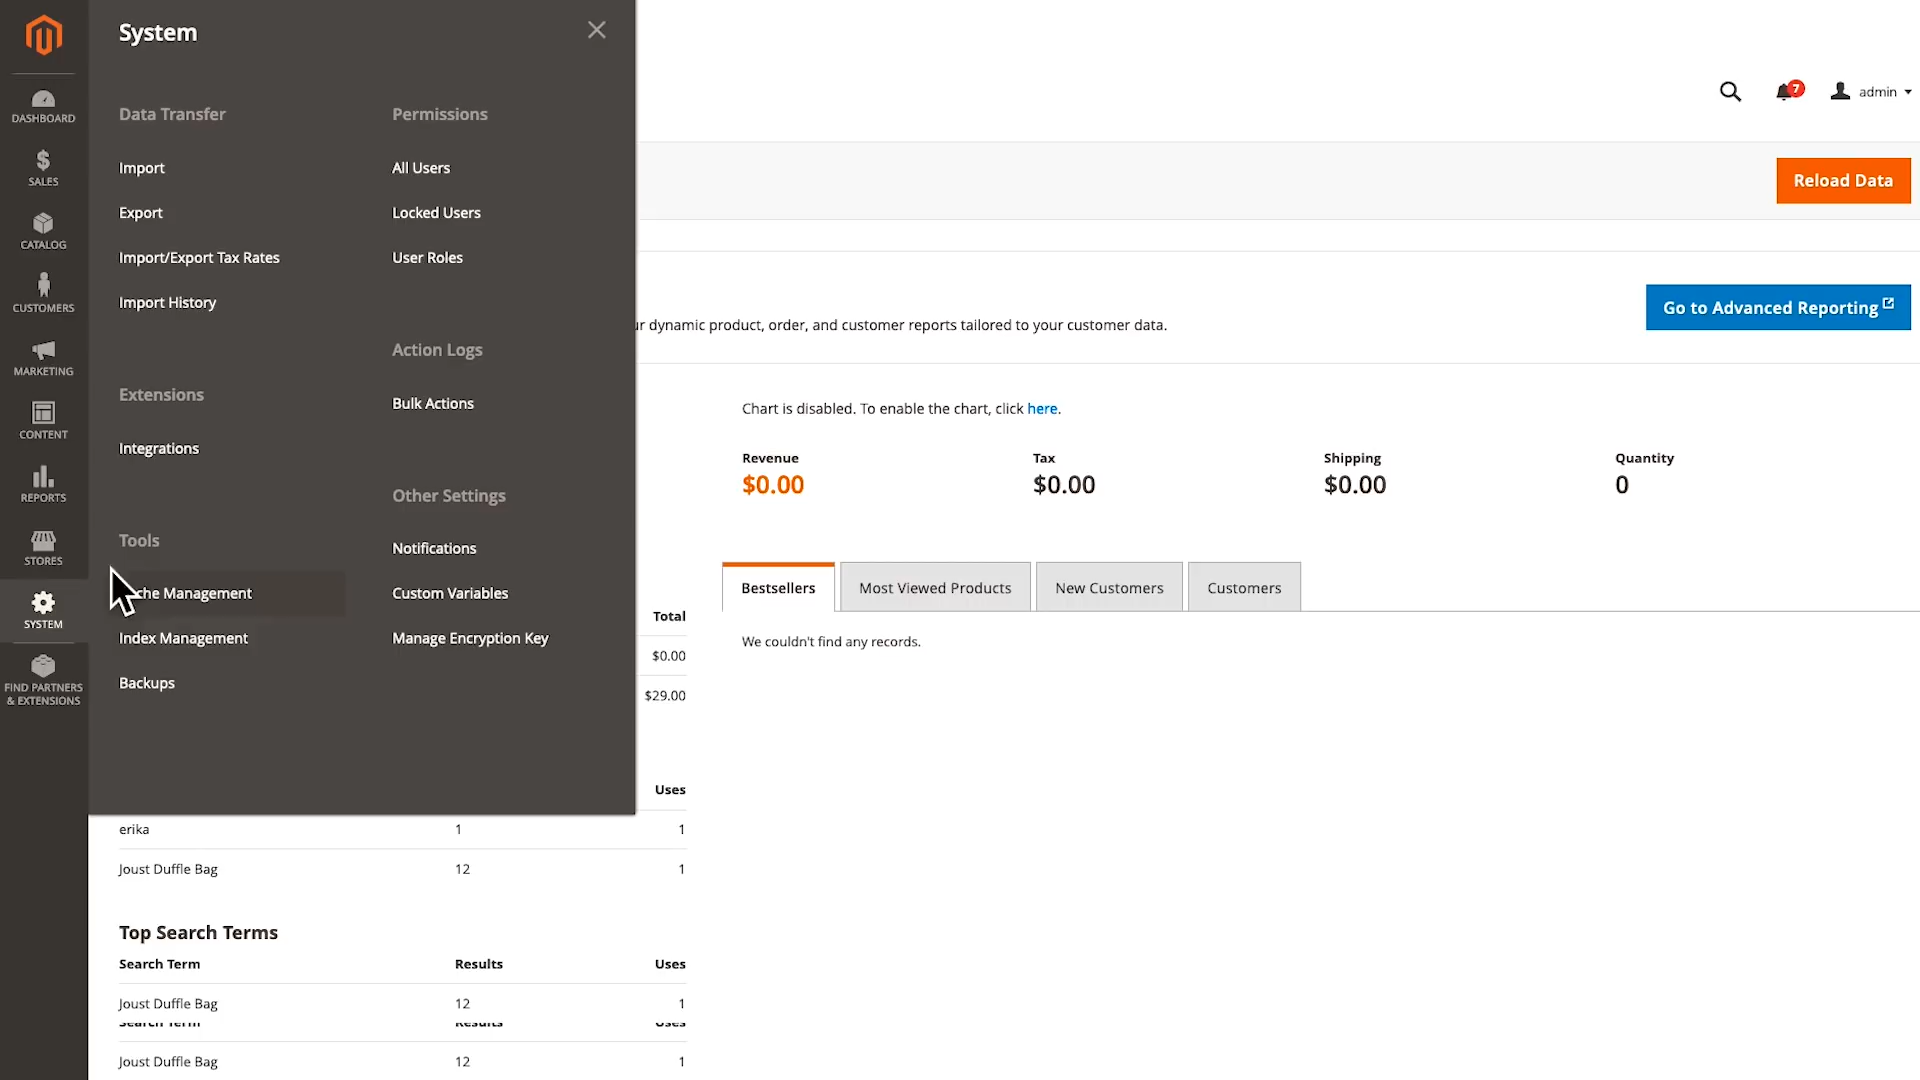 System
Data Transfer
Import
Export
Import/Export Tax Rates
Import History
Extensions
Integrations
Tools
che Management
Index Management
Backups
Permissions
All Users
Locked Users
User Roles
Action Logs
Bulk Actions
Other Settings
Notifications
Custom Variables
Manage Encryption Key
DASHBOARD
SALES
CATALOG
CUSTOMERS
MARKETING
CONTENT
REPORTS
STORES
SYSTEM
FIND PARTNERS
& EXTENSIONS
7
admin
Reload Data
r dynamic product, order, and customer reports tailored to your customer data.
Go to Advanced Reporting
Chart is disabled. To enable the chart, click here.
Revenue Tax Shipping Quantity
$0.00 $0.00 $0.00 0
Bestsellers Most Viewed Products New Customers Customers
We couldn't find any records.
Total
$0.00
$29.00
Uses
erika 1 1
Joust Duffle Bag 12 1
Top Search Terms
Search Term Results Uses
Joust Duffle Bag 12 1
Search Term Results Uses
Joust Duffle Bag 12 1